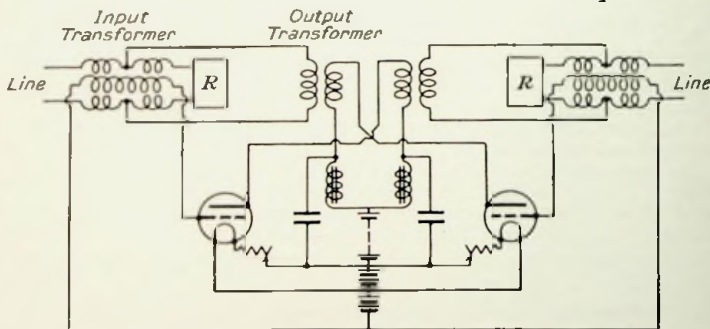 Input
Transformer
Output
Transformer
Line
R
R
Line